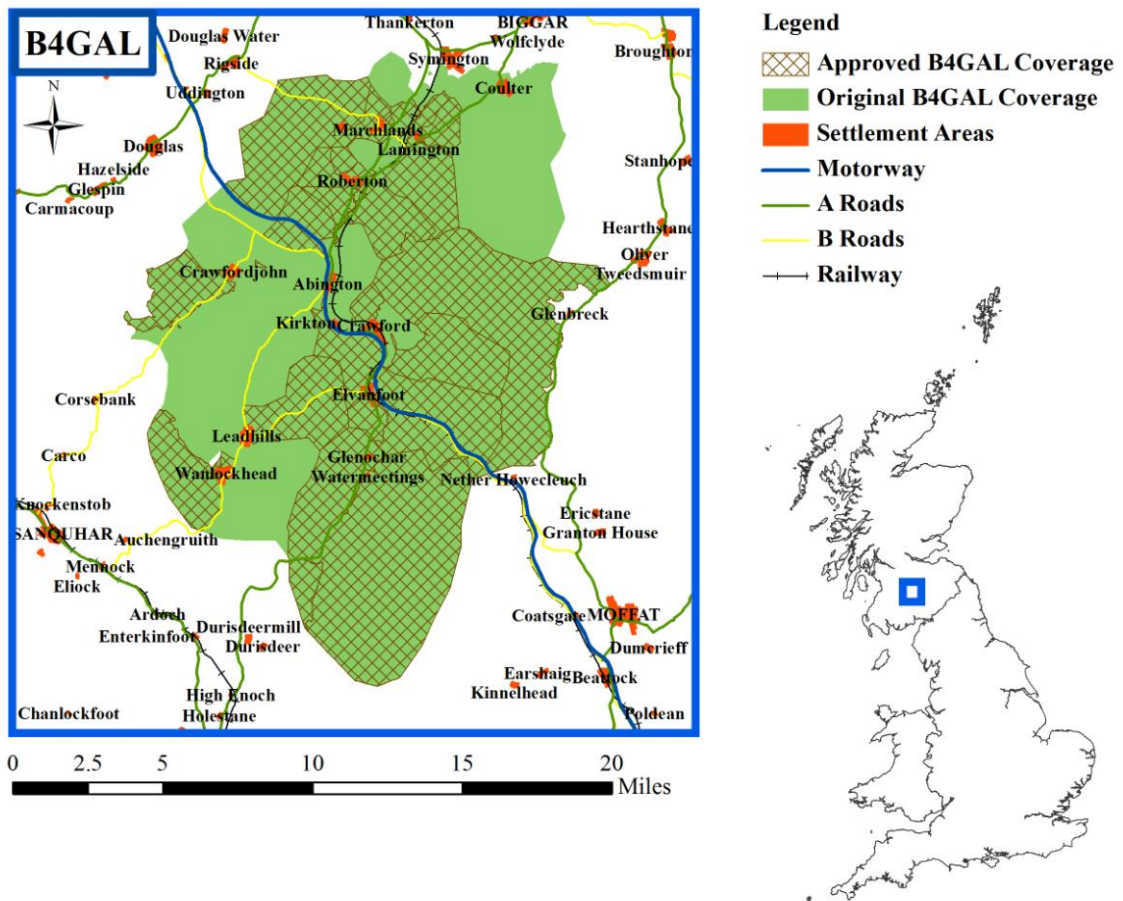 B4GAL
N
Douglas Water
Rigside
Uddington
Douglas
Hazelside
Glespin
Carmacoup
Thankerton
BIGGAR
Wolfclyde
Symington
Coulter
Broughton
Marchlands
Lamington
Roberton
Stanhope
Hearthstane
Oliver
Tweedsmuir
Crawfordjohn
Abington
Kirkton
Crawford
Glenbreck
Corsebank
Elvanfoot
Leadhills
Carco
Wanlockhead
Glenochar
Watermeetings
Nether Howecleuch
Knockenstob
SANQUHAR
Auchengruith
Mennock
Eliock
Ericstane
Granton House
Ardoch
Enterkinfoot
Durisdeermill
Durisdeer
Coatsgate
MOFFAT
Dumcrieff
Earshaig
Beattock
Kinnelhead
High Enoch
Holestane
Chanlockfoot
Poldean
0 2.5 5 10 15 20
Miles
Legend
Approved B4GAL Coverage
Original B4GAL Coverage
Settlement Areas
Motorway
A Roads
B Roads
Railway